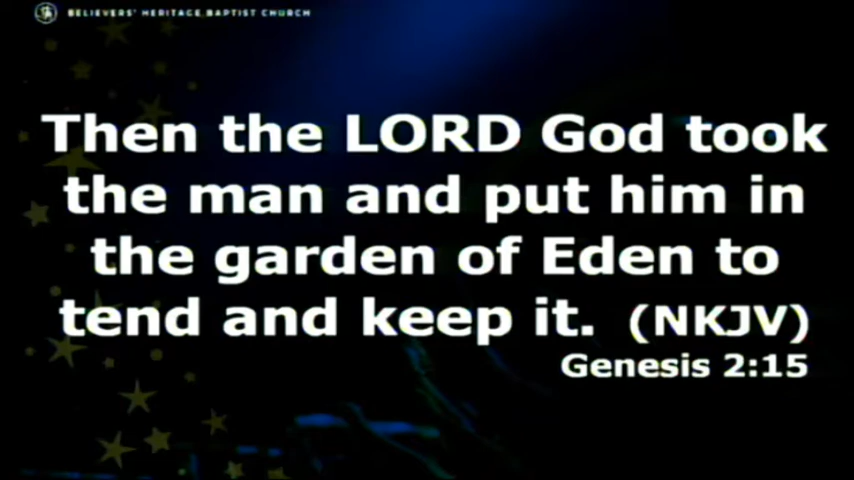 BELIEVERS' HERITAGE BAPTIST CHURCH
Then the LORD God took
the man and put him in
the garden of Eden to
tend and keep it. (NKJV)
Genesis 2:15